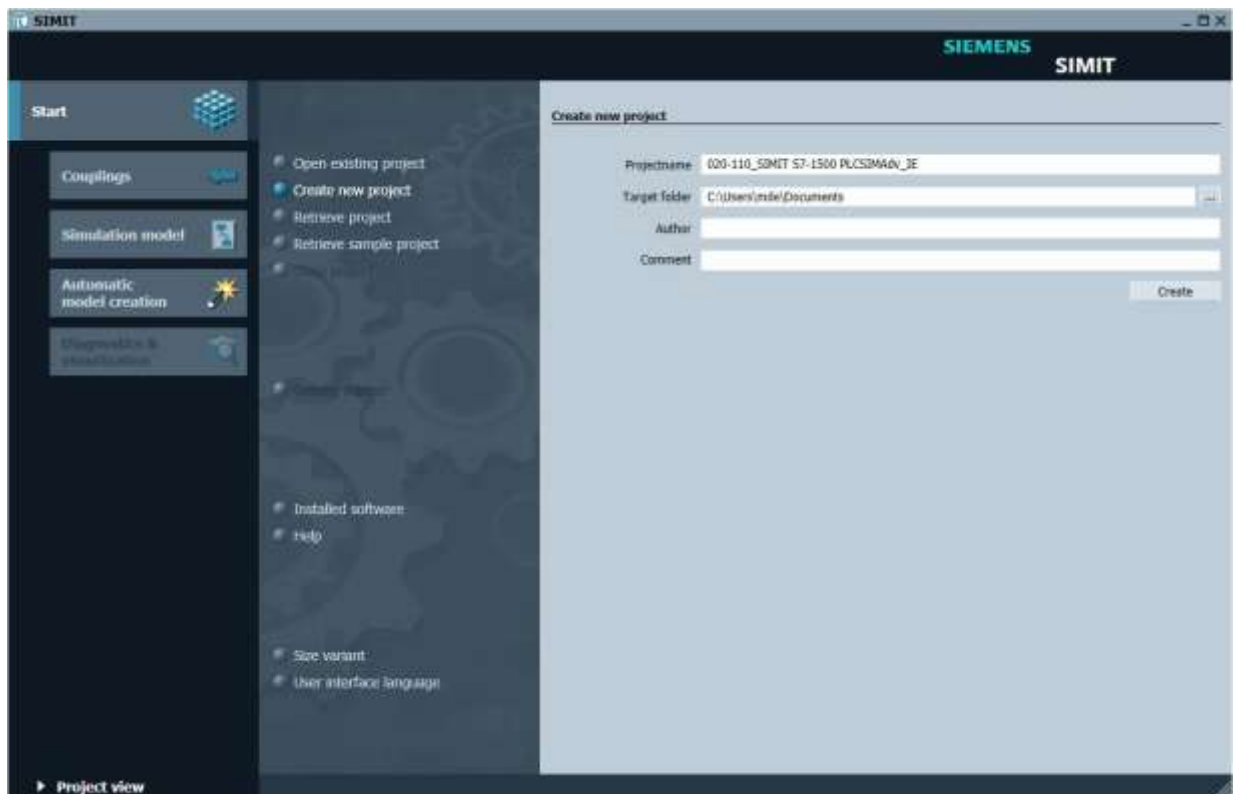 SIMIT
SIEMENS
SIMIT
Start
Couplings
Simulation model
Automatic
model creation
Diagnostics &
visualization
Open existing project
Create new project
Retrieve project
Retrieve sample project
Installed software
Help
Size variant
User interface language
Project view
Create new project
Projectname 020-110_SIMIT S7-1500 PLCSIMAdv_IE
Target folder C:\Users\mde\Documents
...
Author
Comment
Create